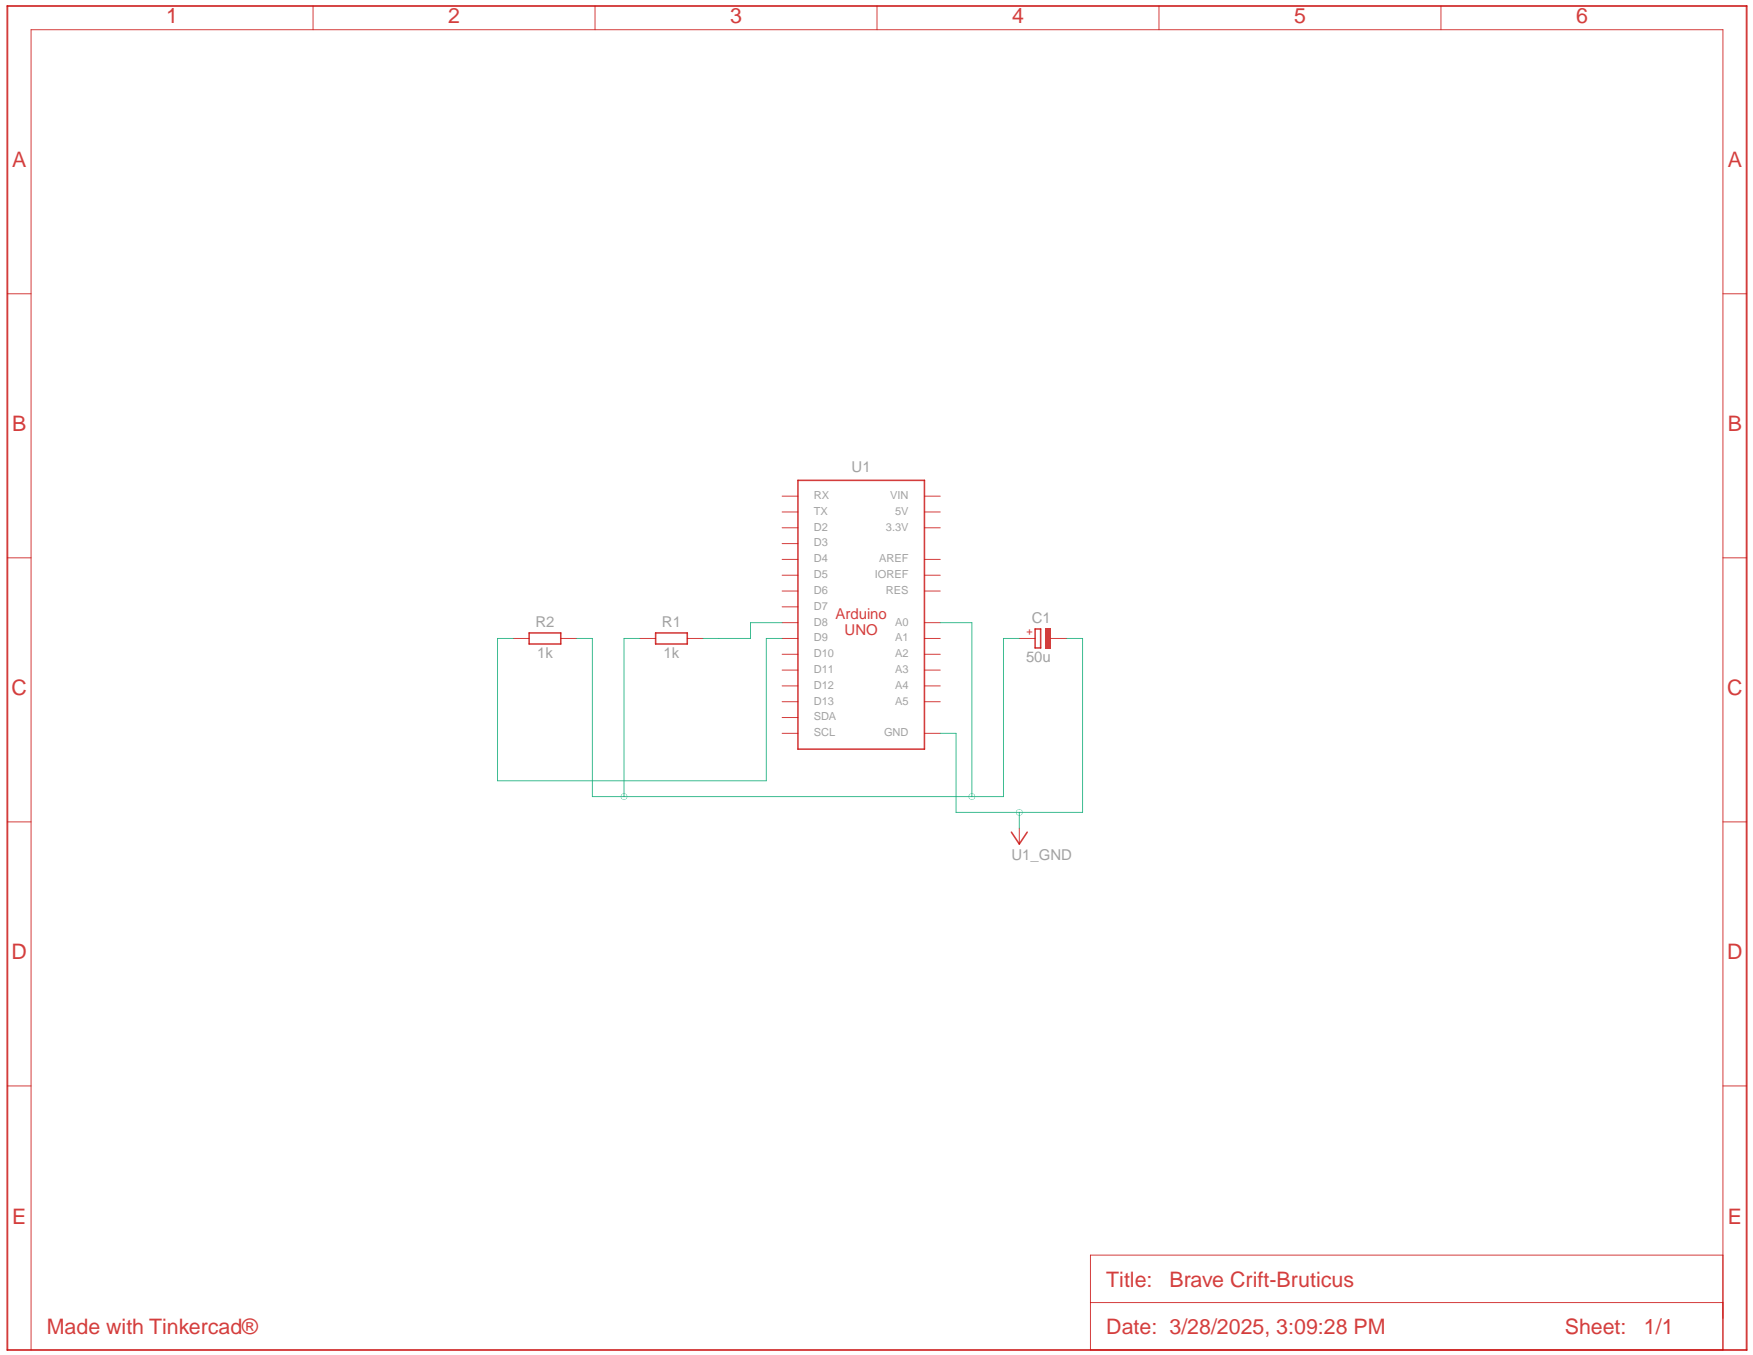 1 2 3 4 5 6
A A
B B
U1
RX VIN
TX 5V
D2 3.3V
D3
D4 AREF
D5 IOREF
D6 RES
D7
Arduino
UNO
D8 A0
D9 A1
D10 A2
D11 A3
D12 A4
D13 A5
SDA
SCL GND
R2
1k
R1
1k
C1
+
50u
C C
U1_GND
D D
E E
Title: Brave Crift-Bruticus
Made with Tinkercad®
Date: 3/28/2025, 3:09:28 PM Sheet: 1/1